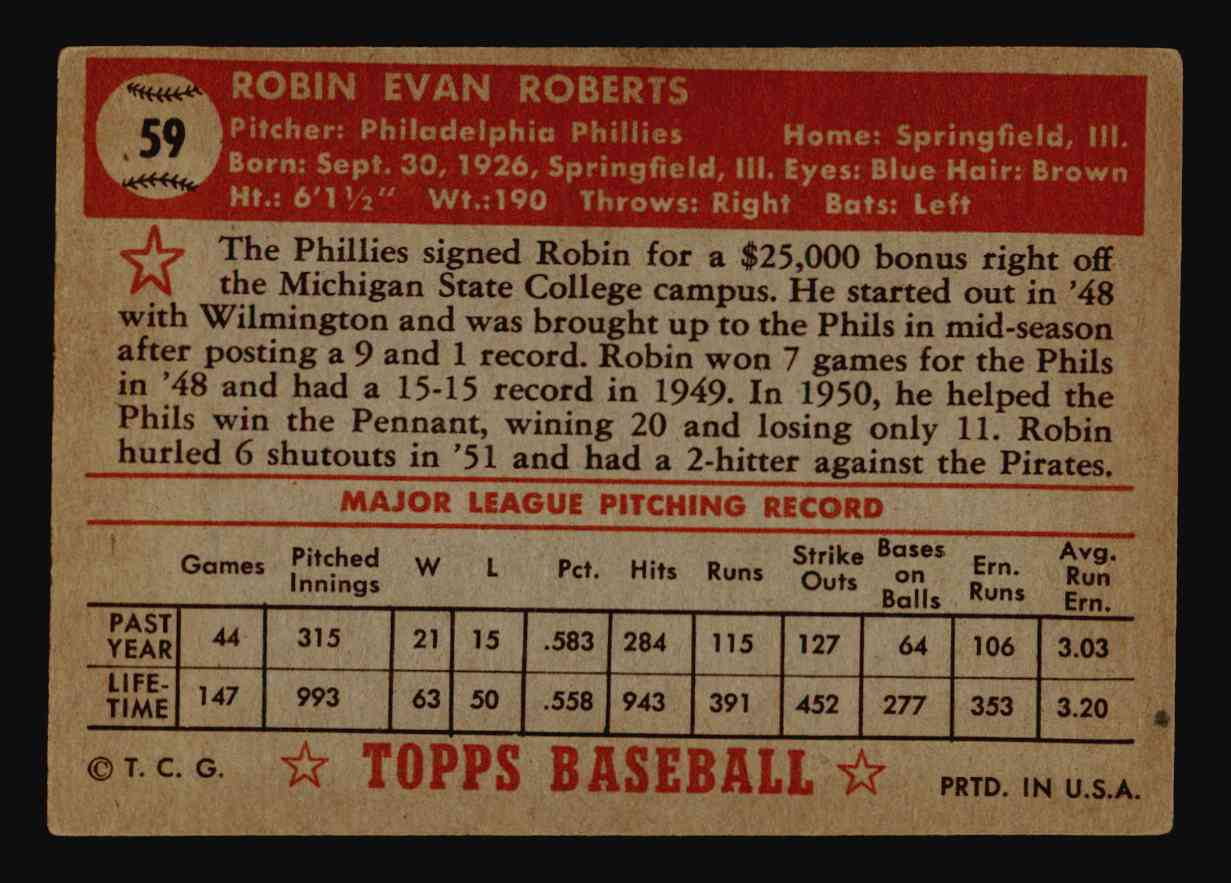 59
ROBIN EVAN ROBERTS
Pitcher: Philadelphia Phillies Home: Springfield, Ill.
Born: Sept. 30, 1926, Springfield, Ill. Eyes: Blue Hair: Brown
Ht.: 6'1½" Wt.:190 Throws: Right Bats: Left
The Phillies signed Robin for a $25,000 bonus right off
the Michigan State College campus. He started out in ’48
with Wilmington and was brought up to the Phils in mid-season
after posting a 9 and 1 record. Robin won 7 games for the Phils
in ’48 and had a 15-15 record in 1949. In 1950, he helped the
Phils win the Pennant, wining 20 and losing only 11. Robin
hurled 6 shutouts in ’51 and had a 2-hitter against the Pirates.
MAJOR LEAGUE PITCHING RECORD
Games Pitched Innings W L Pct. Hits Runs Strike Outs Bases on Balls Ern. Runs Avg. Run Ern.
PAST YEAR 44 315 21 15 .583 284 115 127 64 106 3.03
LIFE-TIME 147 993 63 50 .558 943 391 452 277 353 3.20
© T. C. G. TOPPS BASEBALL PRTD. IN U.S.A.